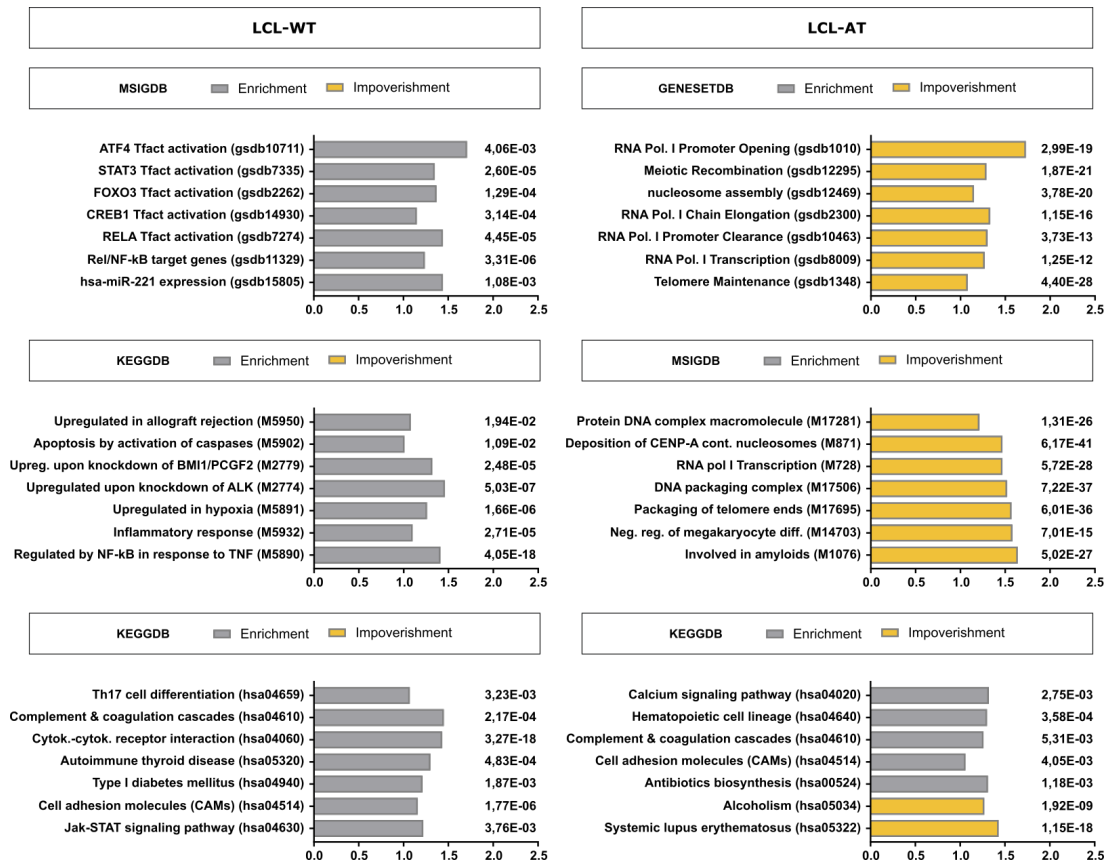 LCL-WT
MSIGDB Enrichment Impoverishment
ATF4 Tfact activation (gsdb10711) 4,06E-03
STAT3 Tfact activation (gsdb7335) 2,60E-05
FOXO3 Tfact activation (gsdb2262) 1,29E-04
CREB1 Tfact activation (gsdb14930) 3,14E-04
RELA Tfact activation (gsdb7274) 4,45E-05
Rel/NF-kB target genes (gsdb11329) 3,31E-06
hsa-miR-221 expression (gsdb15805) 1,08E-03
0.0 0.5 1.0 1.5 2.0 2.5
KEGGDB Enrichment Impoverishment
Upregulated in allograft rejection (M5950) 1,94E-02
Apoptosis by activation of caspases (M5902) 1,09E-02
Upreg. upon knockdown of BMI1/PCGF2 (M2779) 2,48E-05
Upregulated upon knockdown of ALK (M2774) 5,03E-07
Upregulated in hypoxia (M5891) 1,66E-06
Inflammatory response (M5932) 2,71E-05
Regulated by NF-kB in response to TNF (M5890) 4,05E-18
0.0 0.5 1.0 1.5 2.0 2.5
KEGGDB Enrichment Impoverishment
Th17 cell differentiation (hsa04659) 3,23E-03
Complement & coagulation cascades (hsa04610) 2,17E-04
Cytok.-cytok. receptor interaction (hsa04060) 3,27E-18
Autoimmune thyroid disease (hsa05320) 4,83E-04
Type I diabetes mellitus (hsa04940) 1,87E-03
Cell adhesion molecules (CAMs) (hsa04514) 1,77E-06
Jak-STAT signaling pathway (hsa04630) 3,76E-03
0.0 0.5 1.0 1.5 2.0 2.5
LCL-AT
GENESETDB Enrichment Impoverishment
RNA Pol. I Promoter Opening (gsdb1010) 2,99E-19
Meiotic Recombination (gsdb12295) 1,87E-21
nucleosome assembly (gsdb12469) 3,78E-20
RNA Pol. I Chain Elongation (gsdb2300) 1,15E-16
RNA Pol. I Promoter Clearance (gsdb10463) 3,73E-13
RNA Pol. I Transcription (gsdb8009) 1,25E-12
Telomere Maintenance (gsdb1348) 4,40E-28
0.0 0.5 1.0 1.5 2.0 2.5
MSIGDB Enrichment Impoverishment
Protein DNA complex macromolecule (M17281) 1,31E-26
Deposition of CENP-A cont. nucleosomes (M871) 6,17E-41
RNA pol I Transcription (M728) 5,72E-28
DNA packaging complex (M17506) 7,22E-37
Packaging of telomere ends (M17695) 6,01E-36
Neg. reg. of megakaryocyte diff. (M14703) 7,01E-15
Involved in amyloids (M1076) 5,02E-27
0.0 0.5 1.0 1.5 2.0 2.5
KEGGDB Enrichment Impoverishment
Calcium signaling pathway (hsa04020) 2,75E-03
Hematopoietic cell lineage (hsa04640) 3,58E-04
Complement & coagulation cascades (hsa04610) 5,31E-03
Cell adhesion molecules (CAMs) (hsa04514) 4,05E-03
Antibiotics biosynthesis (hsa00524) 1,18E-03
Alcoholism (hsa05034) 1,92E-09
Systemic lupus erythematosus (hsa05322) 1,15E-18
0.0 0.5 1.0 1.5 2.0 2.5